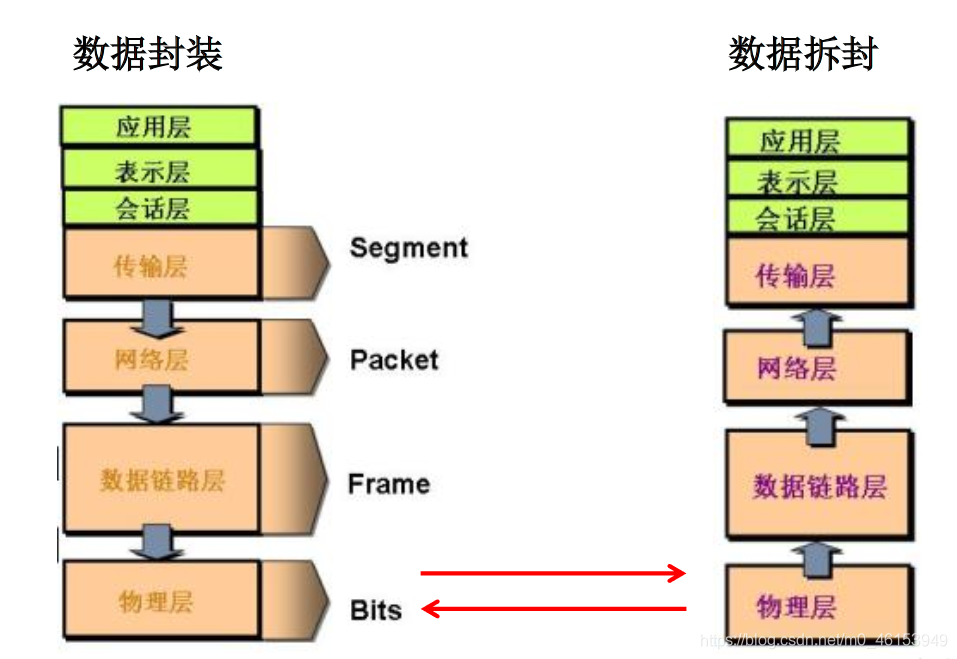 数据封装
应用层
表示层
会话层
传输层
Segment
网络层
Packet
数据链路层
Frame
物理层
Bits
数据拆封
应用层
表示层
会话层
传输层
网络层
数据链路层
物理层
https://blog.csdn.net/m0_46153949